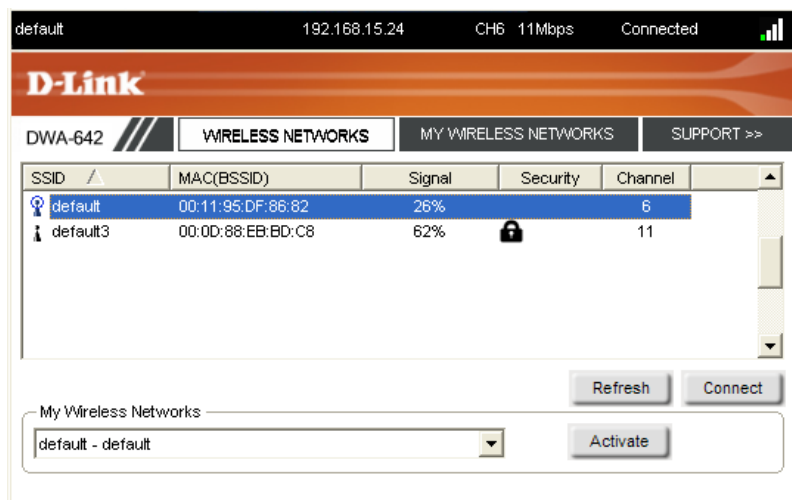 default 192.168.15.24 CH6 11Mbps Connected
D-Link
DWA-642 WIRELESS NETWORKS MY WIRELESS NETWORKS SUPPORT >>
SSID MAC(BSSID) Signal Security Channel
default 00:11:95:DF:86:82 26% 6
default3 00:0D:88:EB:BD:C8 62% 11
Refresh Connect
My Wireless Networks
default - default Activate